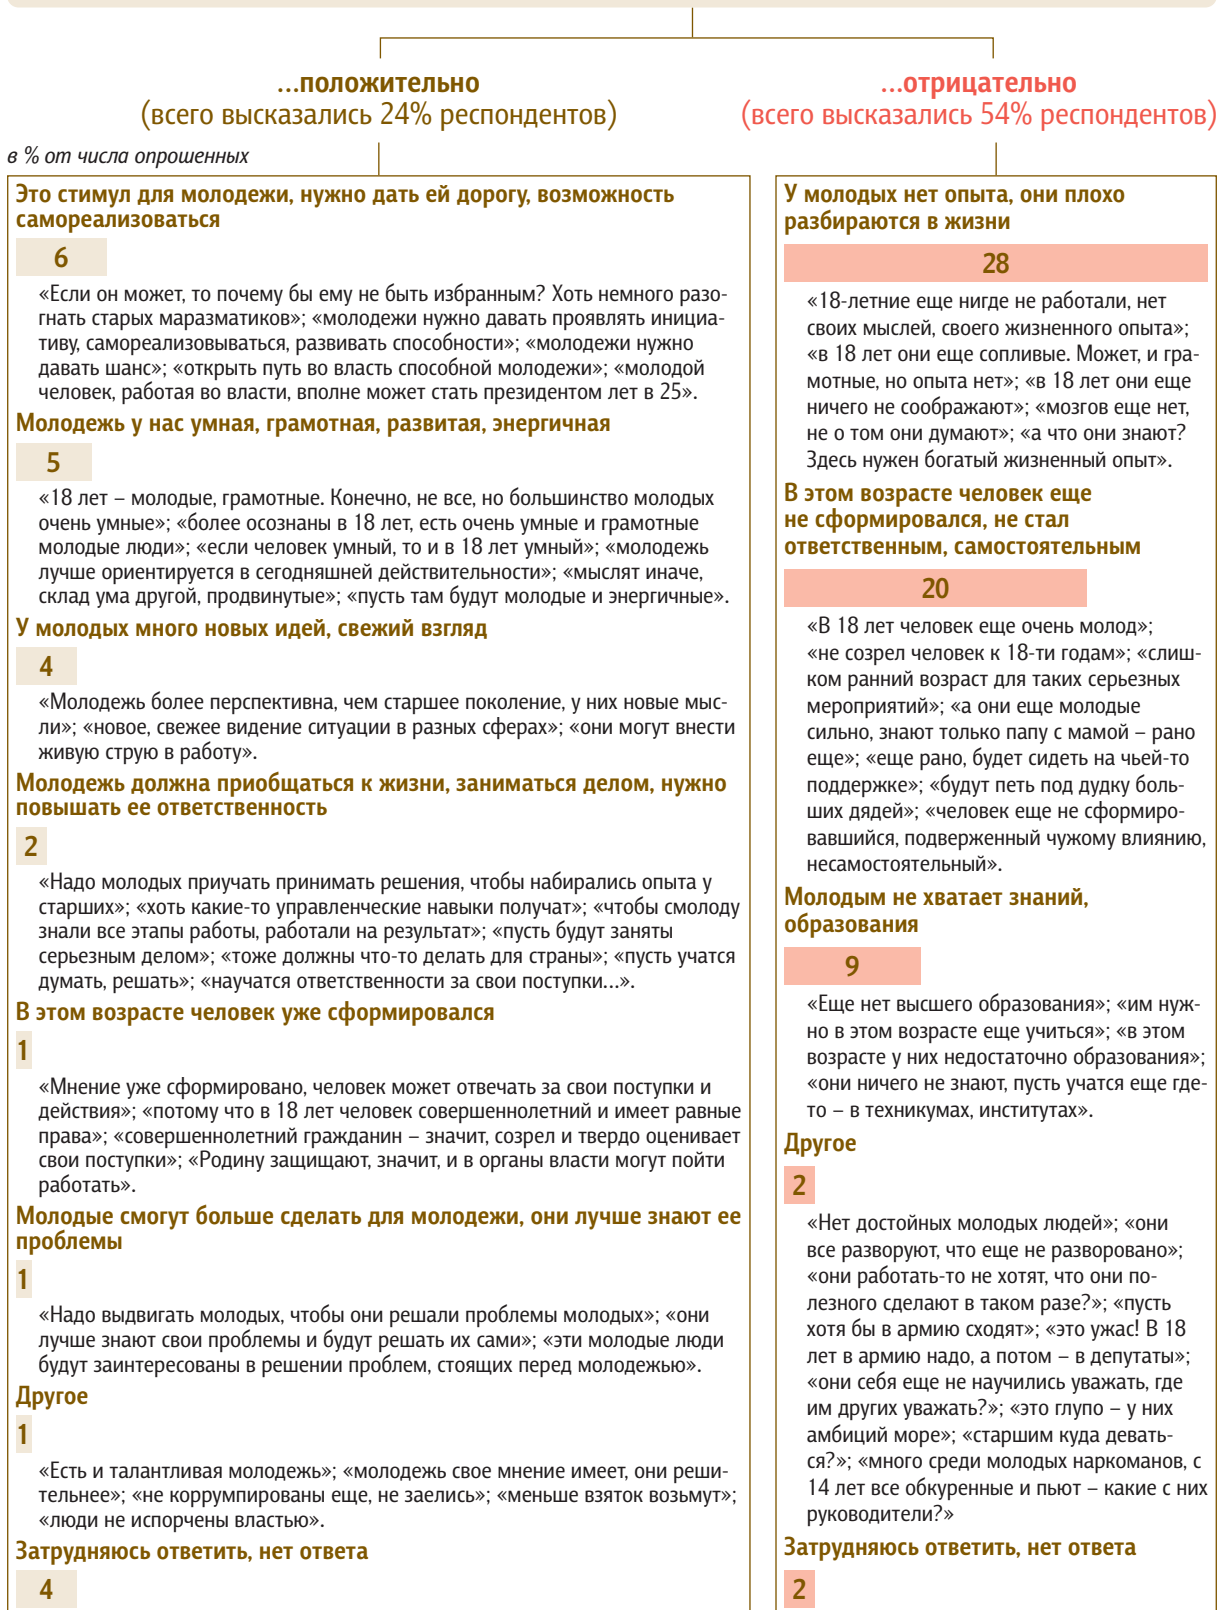 ...положительно
(всего высказались 24% респондентов)
...отрицательно
(всего высказались 54% респондентов)
в % от числа опрошенных
Это стимул для молодежи, нужно дать ей дорогу, возможность
самореализоваться
6
«Если он может, то почему бы ему не быть избранным? Хоть немного разо-
гнать старых маразматиков»; «молодежи нужно давать проявлять инициа-
тиву, самореализовываться, развивать способности»; «молодежи нужно
давать шанс»; «открыть путь во власть способной молодежи»; «молодой
человек, работая во власти, вполне может стать президентом лет в 25».
Молодежь у нас умная, грамотная, развитая, энергичная
5
«18 лет – молодые, грамотные. Конечно, не все, но большинство молодых
очень умные»; «более осознаны в 18 лет, есть очень умные и грамотные
молодые люди»; «если человек умный, то и в 18 лет умный»; «молодежь
лучше ориентируется в сегодняшней действительности»; «мыслят иначе,
склад ума другой, продвинутые»; «пусть там будут молодые и энергичные».
У молодых много новых идей, свежий взгляд
4
«Молодежь более перспективна, чем старшее поколение, у них новые мыс-
ли»; «новое, свежее видение ситуации в разных сферах»; «они могут внести
живую струю в работу».
Молодежь должна приобщаться к жизни, заниматься делом, нужно
повышать ее ответственность
2
«Надо молодых приучать принимать решения, чтобы набирались опыта у
старших»; «хоть какие-то управленческие навыки получат»; «чтобы смолоду
знали все этапы работы, работали на результат»; «пусть будут заняты
серьезным делом»; «тоже должны что-то делать для страны»; «пусть учатся
думать, решать»; «научатся ответственности за свои поступки...».
В этом возрасте человек уже сформировался
1
«Мнение уже сформировано, человек может отвечать за свои поступки и
действия»; «потому что в 18 лет человек совершеннолетний и имеет равные
права»; «совершеннолетний гражданин – значит, созрел и твердо оценивает
свои поступки»; «Родину защищают, значит, и в органы власти могут пойти
работать».
Молодые смогут больше сделать для молодежи, они лучше знают ее
проблемы
1
«Надо выдвигать молодых, чтобы они решали проблемы молодых»; «они
лучше знают свои проблемы и будут решать их сами»; «эти молодые люди
будут заинтересованы в решении проблем, стоящих перед молодежью».
Другое
1
«Есть и талантливая молодежь»; «молодежь свое мнение имеет, они реши-
тельнее»; «не коррумпированы еще, не заелись»; «меньше взяток возьмут»;
«люди не испорчены властью».
Затрудняюсь ответить, нет ответа
4
У молодых нет опыта, они плохо
разбираются в жизни
28
«18-летние еще нигде не работали, нет
своих мыслей, своего жизненного опыта»;
«в 18 лет они еще сопливые. Может, и гра-
мотные, но опыта нет»; «в 18 лет они еще
ничего не соображают»; «мозгов еще нет,
не о том они думают»; «а что они знают?
Здесь нужен богатый жизненный опыт».
В этом возрасте человек еще
не сформировался, не стал
ответственным, самостоятельным
20
«В 18 лет человек еще очень молод»;
«не созрел человек к 18-ти годам»; «слиш-
ком ранний возраст для таких серьезных
мероприятий»; «а они еще молодые
сильно, знают только папу с мамой – рано
еще»; «еще рано, будет сидеть на чьей-то
поддержке»; «будут петь под дудку боль-
ших дядей»; «человек еще не сформиро-
вавшийся, подверженный чужому влиянию,
несамостоятельный».
Молодым не хватает знаний,
образования
9
«Еще нет высшего образования»; «им нуж-
но в этом возрасте еще учиться»; «в этом
возрасте у них недостаточно образования»;
«они ничего не знают, пусть учатся еще где-
то – в техникумах, институтах».
Другое
2
«Нет достойных молодых людей»; «они
все разворуют, что еще не разворовано»;
«они работать-то не хотят, что они по-
лезного сделают в таком разе?»; «пусть
хотя бы в армию сходят»; «это ужас! В 18
лет в армию надо, а потом – в депутаты»;
«они себя еще не научились уважать, где
им других уважать?»; «это глупо – у них
амбиций море»; «старшим куда девать-
ся?»; «много среди молодых наркоманов, с
14 лет все обкуренные и пьют – какие с них
руководители?»
Затрудняюсь ответить, нет ответа
2